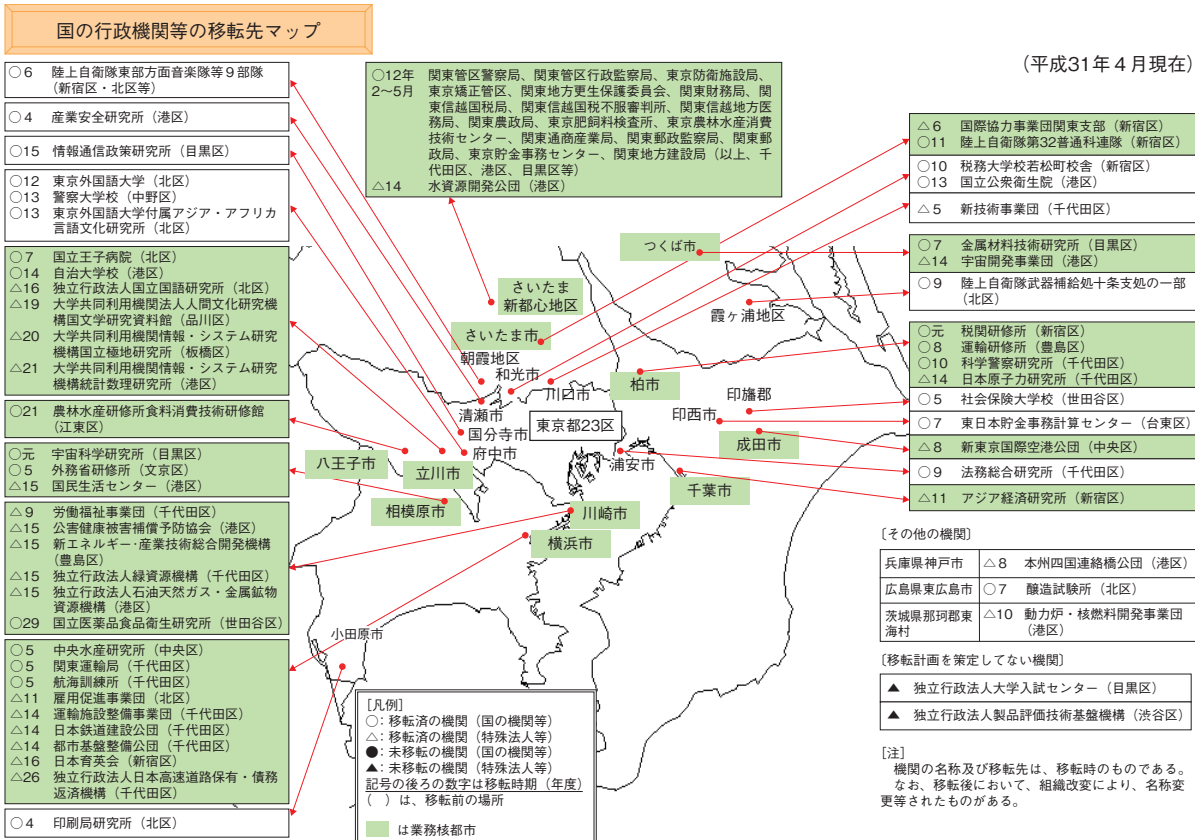 国の行政機関等の移転先マップ
(平成31年4月現在)
○6 陸上自衛隊東部方面音楽隊等9部隊
(新宿区・北区等)
○4 産業安全研究所(港区)
○15 情報通信政策研究所(目黒区)
○12 東京外国語大学(北区)
○13 警察大学校(中野区)
○13 東京外国語大学付属アジア・アフリカ
言語文化研究所(北区)
○7 国立王子病院(北区)
○14 自治大学校(港区)
△16 独立行政法人国立国語研究所(北区)
△19 大学共同利用機関法人人間文化研究機
構国文学研究資料館(品川区)
△20 大学共同利用機関情報・システム研究
機構国立極地研究所(板橋区)
△21 大学共同利用機関情報・システム研究
機構統計数理研究所(港区)
○21 農林水産研修所食料消費技術研修館
(江東区)
○元 宇宙科学研究所(目黒区)
○5 外務省研修所(文京区)
△15 国民生活センター(港区)
△9 労働福祉事業団(千代田区)
△15 公害健康被害補償予防協会(港区)
△15 新エネルギー・産業技術総合開発機構
(豊島区)
△15 独立行政法人緑資源機構(千代田区)
△15 独立行政法人石油天然ガス・金属鉱物
資源機構(港区)
○29 国立医薬品食品衛生研究所(世田谷区)
○5 中央水産研究所(中央区)
○5 関東運輸局(千代田区)
○5 航海訓練所(千代田区)
△11 雇用促進事業団(北区)
△14 運輸施設整備事業団(千代田区)
△14 日本鉄道建設公団(千代田区)
△14 都市基盤整備公団(千代田区)
△16 日本育英会(新宿区)
△26 独立行政法人日本高速道路保有・債務
返済機構(千代田区)
○4 印刷局研究所(北区)
○12年 関東管区警察局、関東管区行政監察局、東京防衛施設局、
2～5月 東京矯正管区、関東地方更生保護委員会、関東財務局、関
東信越国税局、関東信越国税不服審判所、関東信越地方医
務局、関東農政局、東京肥飼料検査所、東京農林水産消費
技術センター、関東通商産業局、関東郵政監察局、関東郵
政局、東京貯金事務センター、関東地方建設局(以上、千
代田区、港区、目黒区等)
△14 水資源開発公団(港区)
つくば市
さいたま
新都心地区
さいたま市
霞ヶ浦地区
朝霞地区
和光市
川口市
柏市
印旛郡
清瀬市
東京都23区
印西市
国分寺市
成田市
府中市
八王子市
立川市
浦安市
千葉市
相模原市
川崎市
横浜市
小田原市
△6 国際協力事業団関東支部(新宿区)
○11 陸上自衛隊第32普通科連隊(新宿区)
○10 税務大学校若松町校舎(新宿区)
○13 国立公衆衛生院(港区)
△5 新技術事業団(千代田区)
○7 金属材料技術研究所(目黒区)
△14 宇宙開発事業団(港区)
○9 陸上自衛隊武器補給処十条支処の一部
(北区)
○元 税関研修所(新宿区)
○8 運輸研修所(豊島区)
○10 科学警察研究所(千代田区)
△14 日本原子力研究所(千代田区)
○5 社会保険大学校(世田谷区)
○7 東日本貯金事務計算センター(台東区)
△8 新東京国際空港公団(中央区)
○9 法務総合研究所(千代田区)
△11 アジア経済研究所(新宿区)
[その他の機関]
兵庫県神戸市 △8 本州四国連絡橋公団(港区)
広島県東広島市 ○7 醸造試験所(北区)
茨城県那珂郡東 △10 動力炉・核燃料開発事業団
海村 (港区)
[移転計画を策定してない機関]
▲ 独立行政法人大学入試センター(目黒区)
▲ 独立行政法人製品評価技術基盤機構(渋谷区)
[注]
機関の名称及び移転先は、移転時のものである。
なお、移転後において、組織改変により、名称変
更等されたものがある。
[凡例]
○:移転済の機関(国の機関等)
△:移転済の機関(特殊法人等)
●:未移転の機関(国の機関等)
▲:未移転の機関(特殊法人等)
記号の後ろの数字は移転時期(年度)
( )は、移転前の場所
は業務核都市